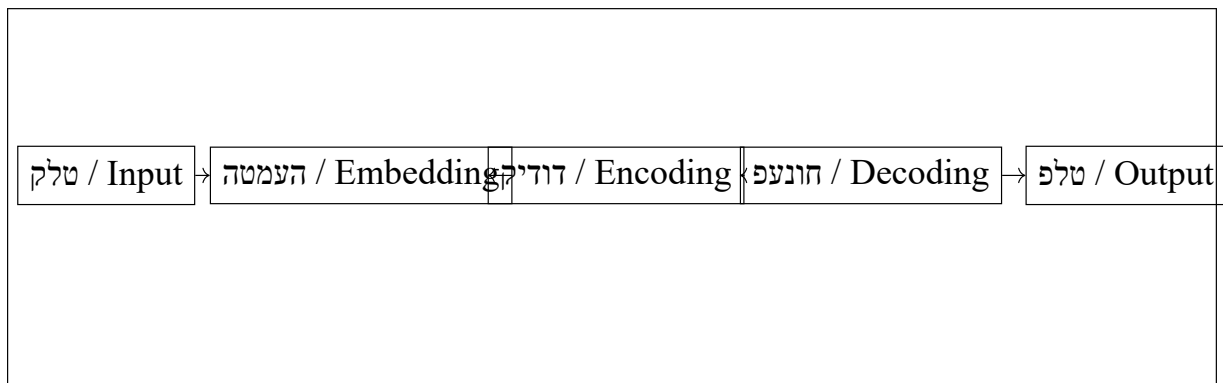 טלק / Input
העמטה / Embedding
דודיק / Encoding
חונעפ / Decoding
טלפ / Output